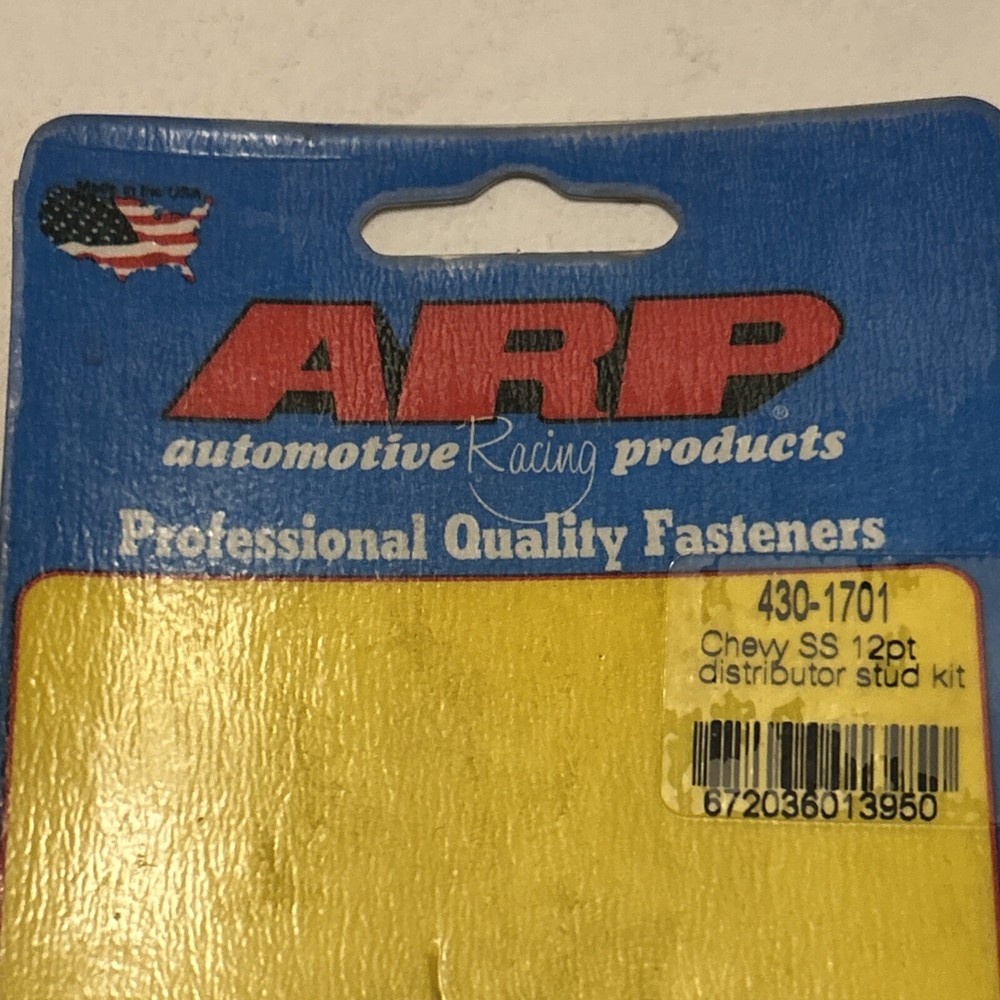 Made in the USA
ARP®
automotive Racing products
Professional Quality Fasteners
430-1701
Chevy SS 12pt
distributor stud kit
672036013950